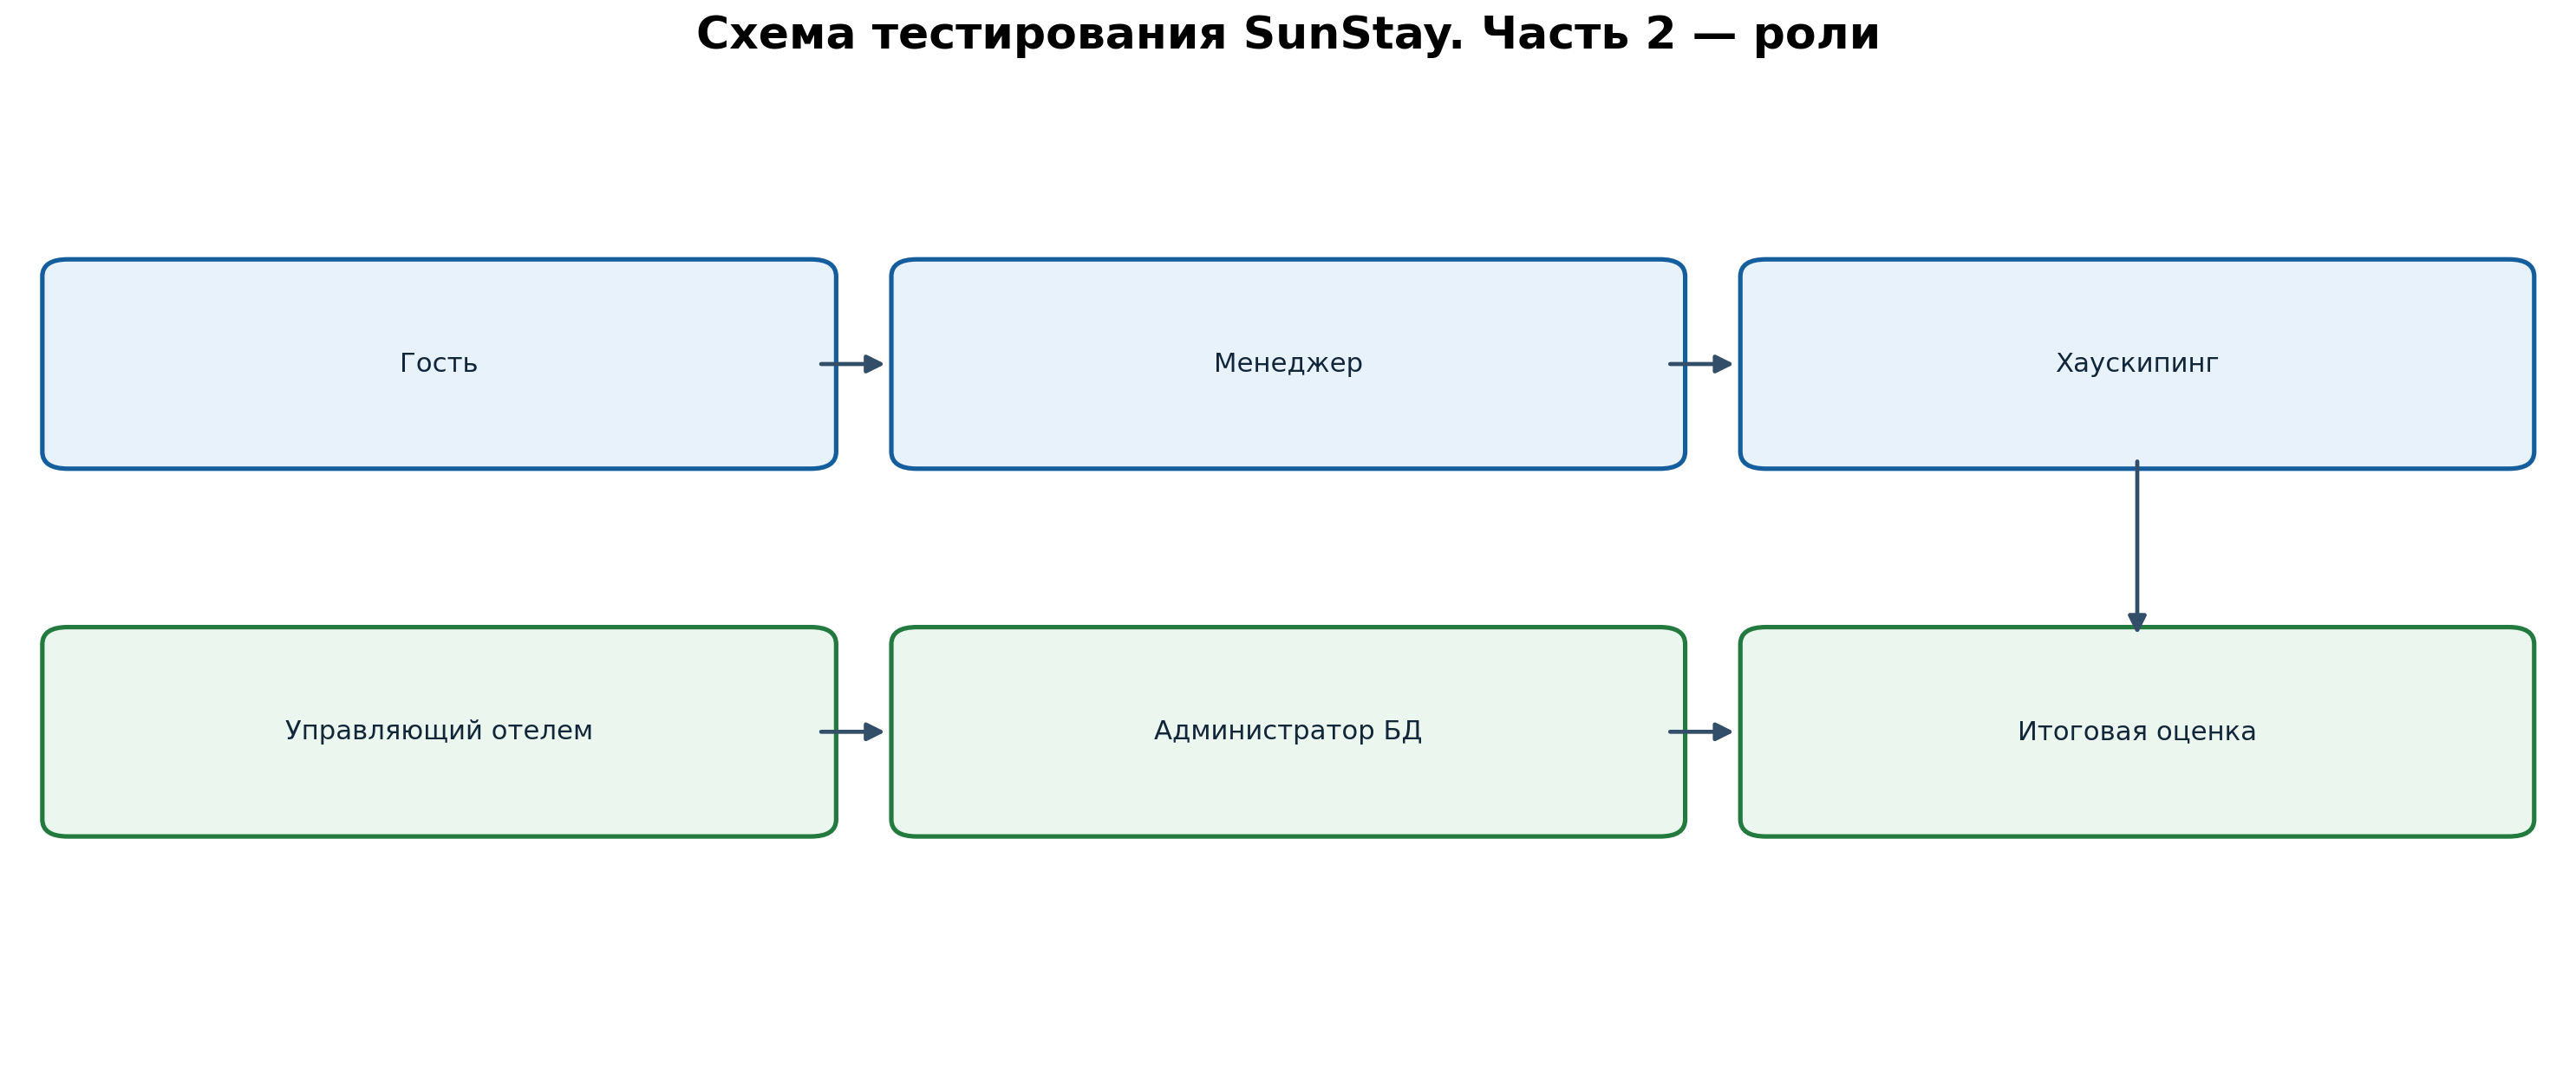 Схема тестирования SunStay. Часть 2 — роли
Гость
Менеджер
Хаускипинг
Управляющий отелем
Администратор БД
Итоговая оценка